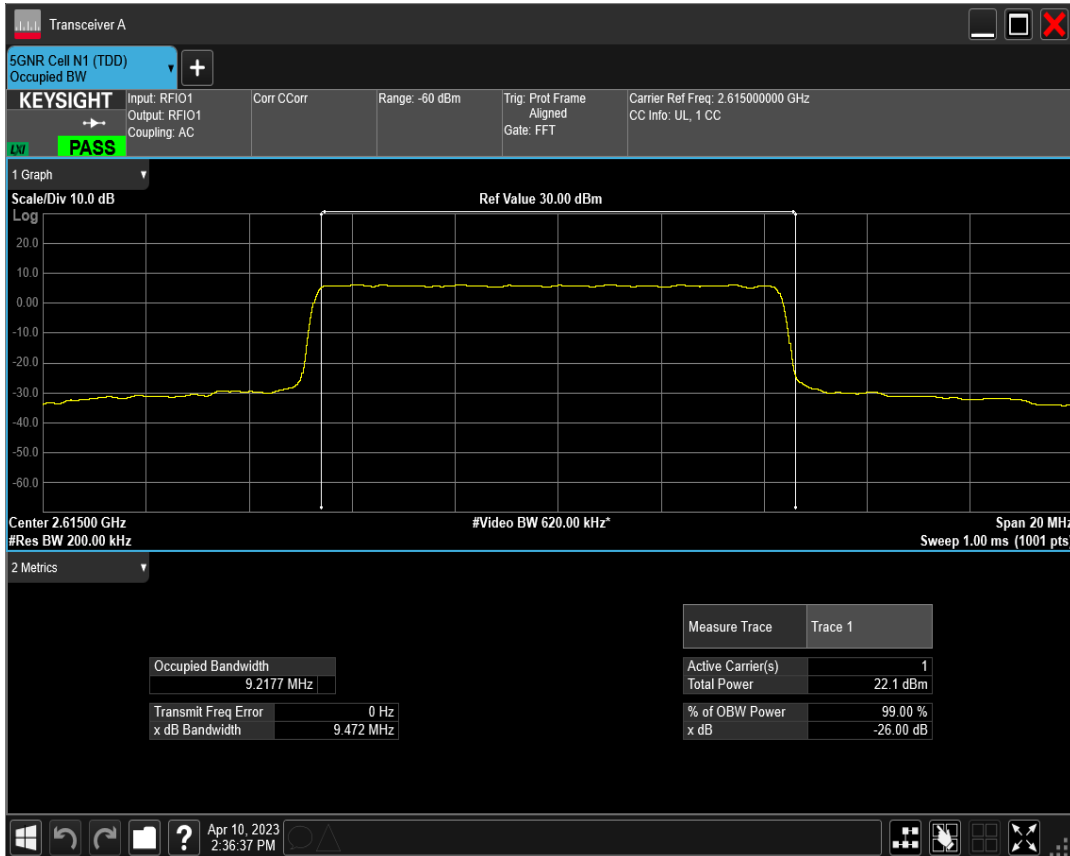 Transceiver A
5GNR Cell N1 (TDD)
Occupied BW
KEYSIGHT
LXI
PASS
Input: RFIO1
Output: RFIO1
Coupling: AC
Corr CCorr
Range: -60 dBm
Trig: Prot Frame
Aligned
Gate: FFT
Carrier Ref Freq: 2.615000000 GHz
CC Info: UL, 1 CC
1 Graph
Scale/Div 10.0 dB
Ref Value 30.00 dBm
Log
20.0
10.0
0.00
-10.0
-20.0
-30.0
-40.0
-50.0
-60.0
Center 2.61500 GHz
#Video BW 620.00 kHz*
Span 20 MHz
#Res BW 200.00 kHz
Sweep 1.00 ms (1001 pts)
2 Metrics
Measure Trace Trace 1
Occupied Bandwidth
9.2177 MHz
Active Carrier(s) 1
Total Power 22.1 dBm
Transmit Freq Error 0 Hz
x dB Bandwidth 9.472 MHz
% of OBW Power 99.00 %
x dB -26.00 dB
?
Apr 10, 2023
2:36:37 PM